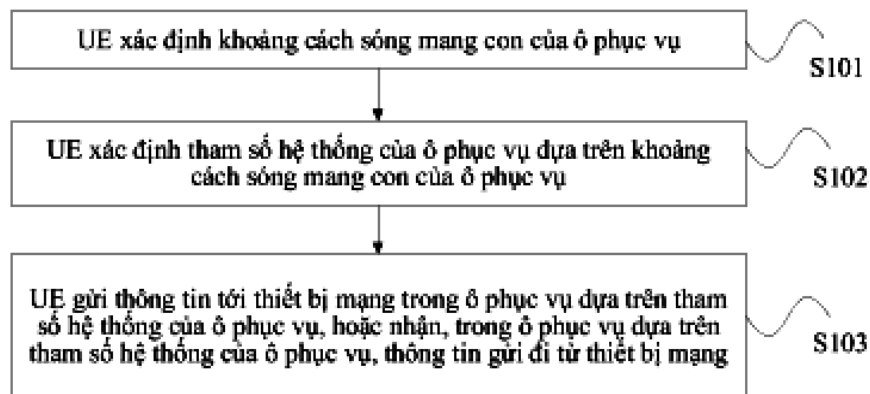 UE xác định khoảng cách sóng mang con của ô phục vụ
S101
UE xác định tham số hệ thống của ô phục vụ dựa trên khoảng
cách sóng mang con của ô phục vụ
S102
UE gửi thông tin tới thiết bị mạng trong ô phục vụ dựa trên tham
số hệ thống của ô phục vụ, hoặc nhận, trong ô phục vụ dựa trên
tham số hệ thống của ô phục vụ, thông tin gửi đi từ thiết bị mạng
S103